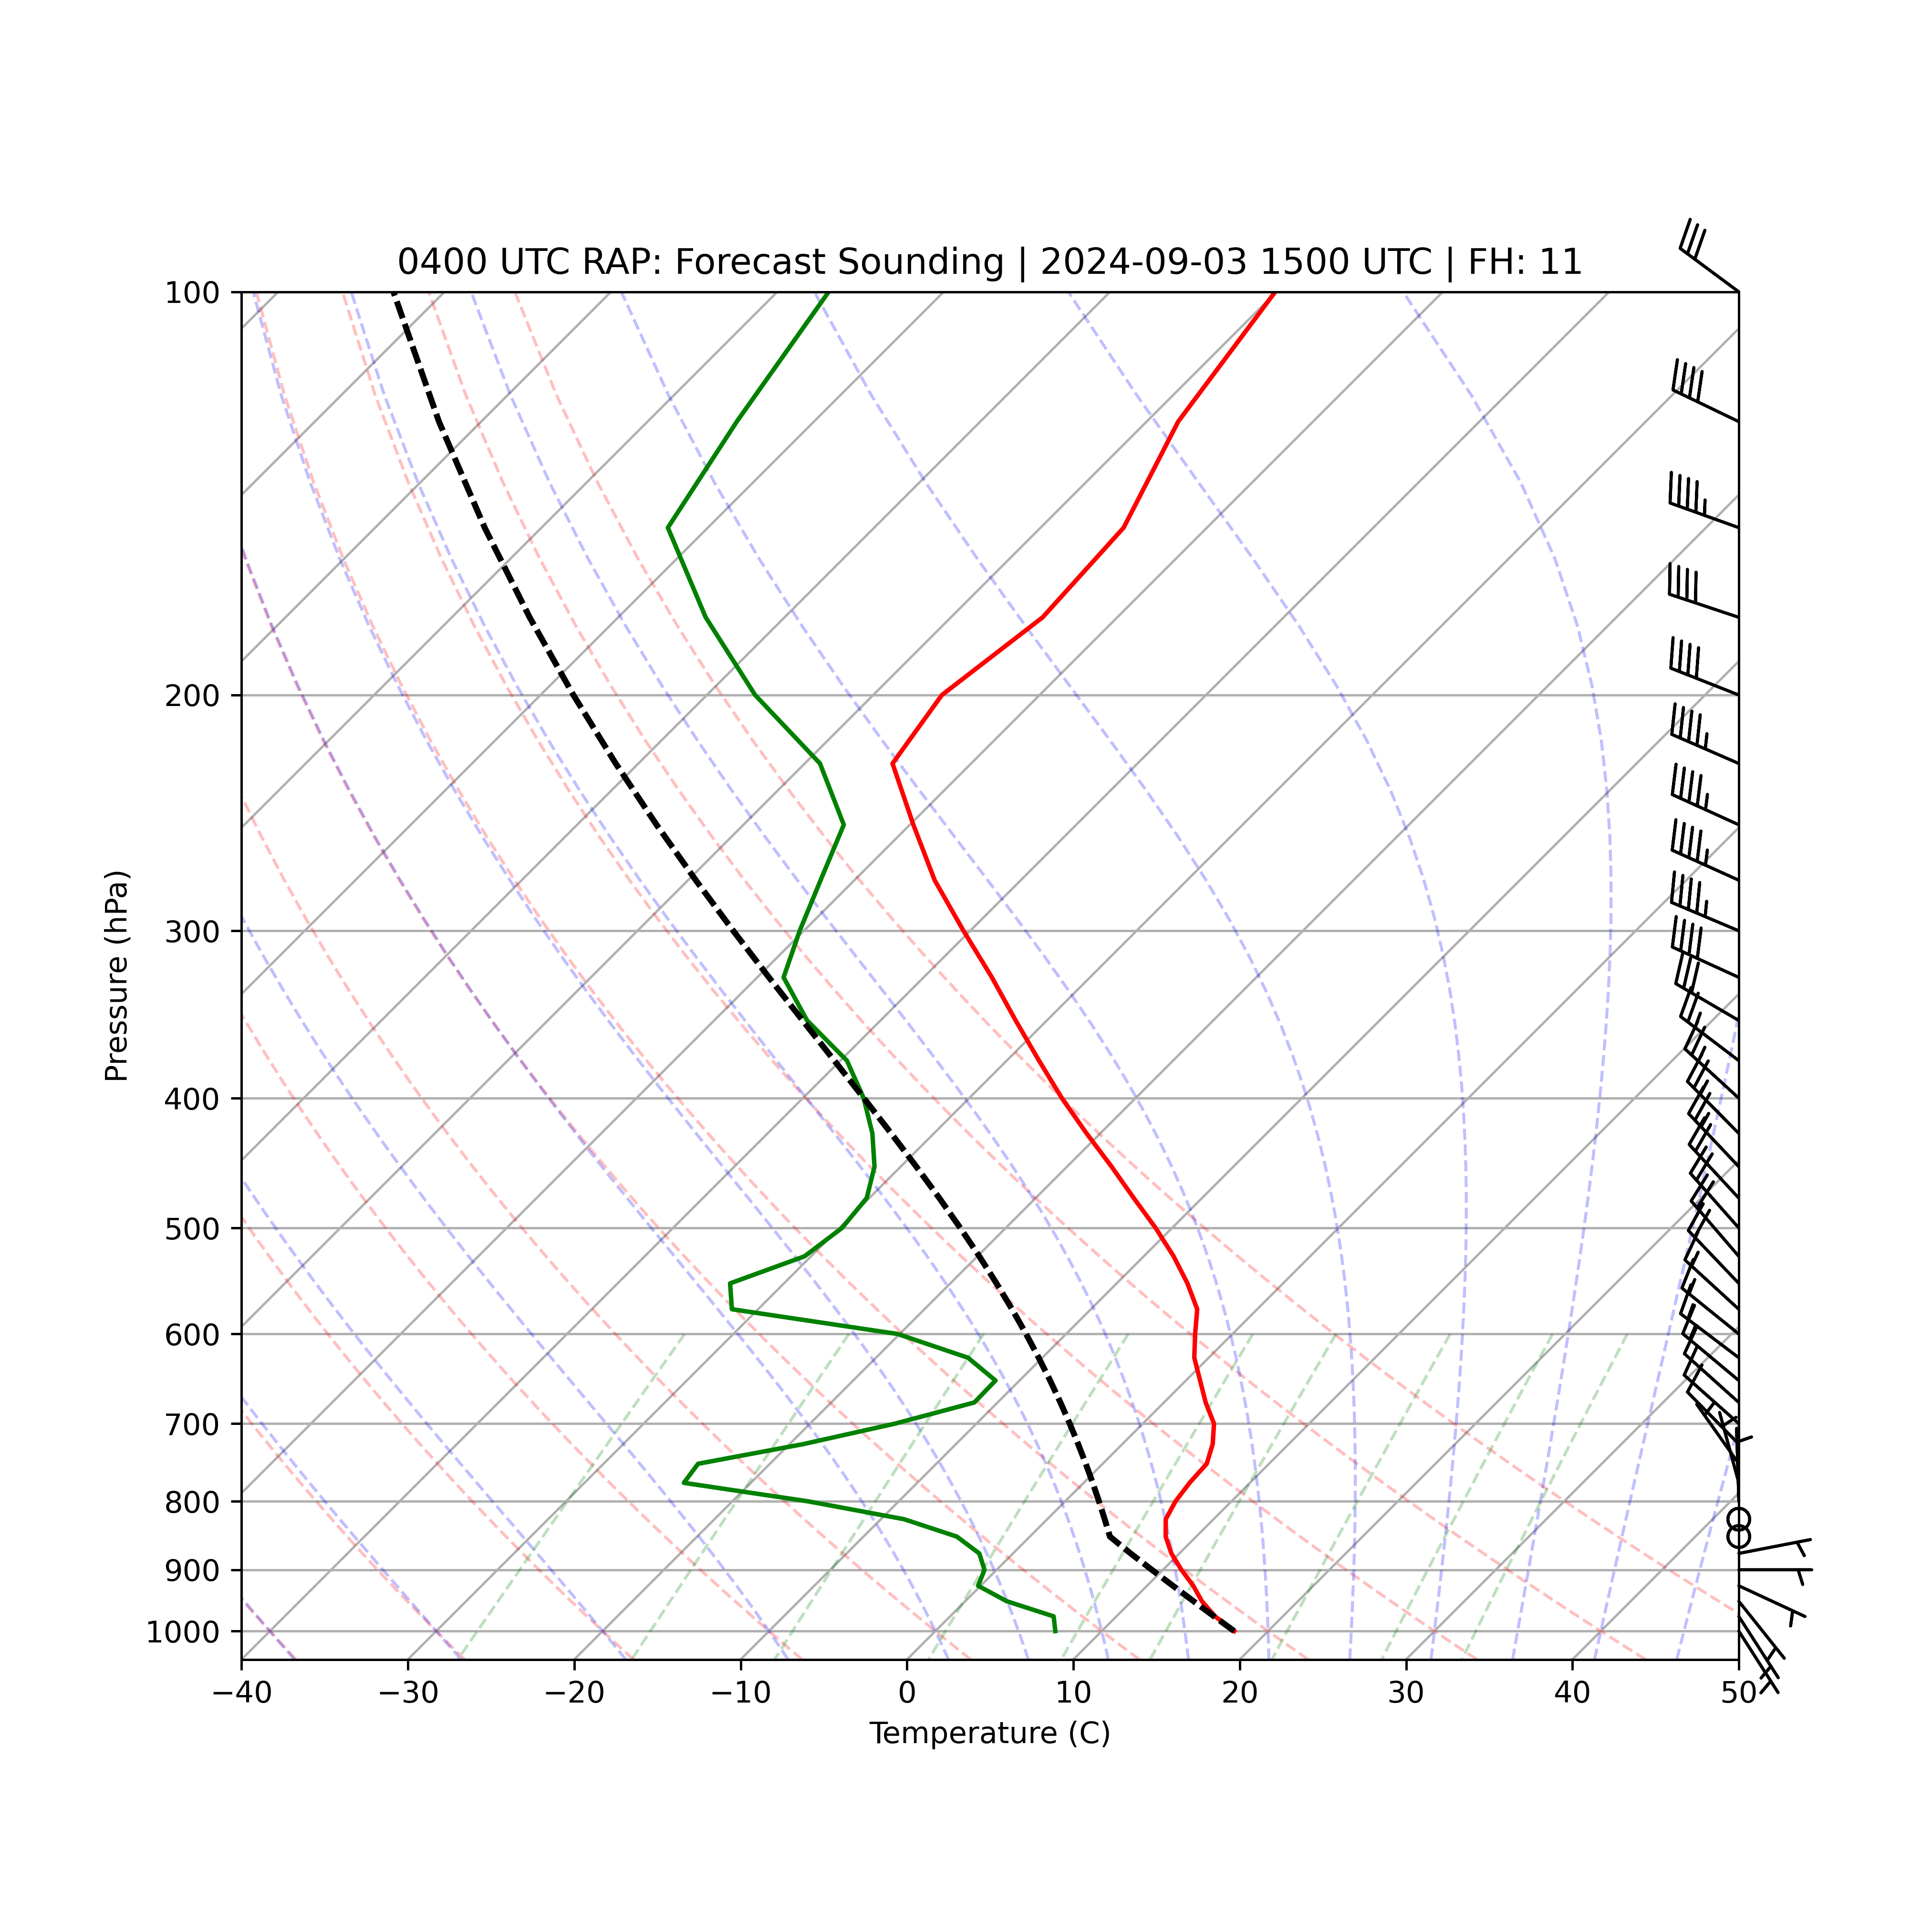 0400 UTC RAP: Forecast Sounding | 2024-09-03 1500 UTC | FH: 11
100
200
300
400
500
600
700
800
900
1000
Pressure (hPa)
−40 −30 −20 −10 0 10 20 30 40 50
Temperature (C)